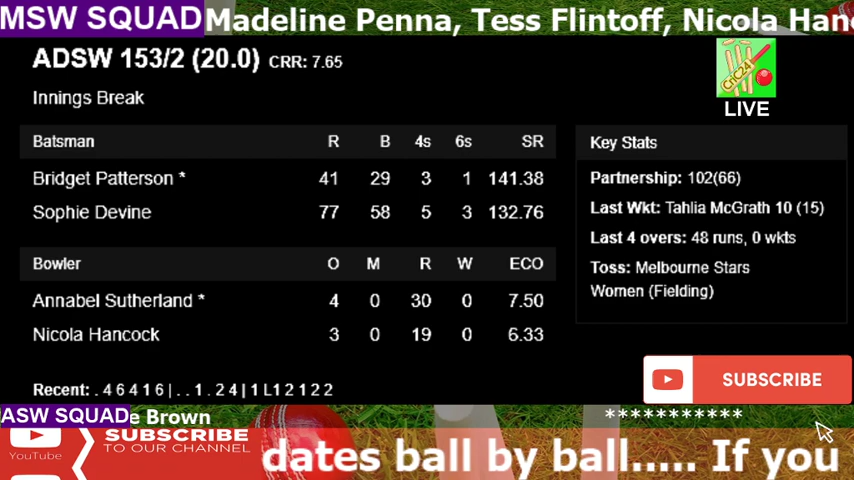 MSW SQUAD Madeline Penna, Tess Flintoff, Nicola Hanc
ADSW 153/2 (20.0) CRR: 7.65
Innings Break
CriC24
LIVE
Batsman R B 4s 6s SR
Bridget Patterson * 41 29 3 1 141.38
Sophie Devine 77 58 5 3 132.76
Bowler O M R W ECO
Annabel Sutherland * 4 0 30 0 7.50
Nicola Hancock 3 0 19 0 6.33
Recent: . 4 6 4 1 6 | . . 1 . 2 4 | 1 L1 2 1 2 2
Key Stats
Partnership: 102(66)
Last Wkt: Tahlia McGrath 10 (15)
Last 4 overs: 48 runs, 0 wkts
Toss: Melbourne Stars
Women (Fielding)
SUBSCRIBE
ASW SQUAD e Brown ***********
YouTube
SUBSCRIBE
TO OUR CHANNEL
dates ball by ball..... If you